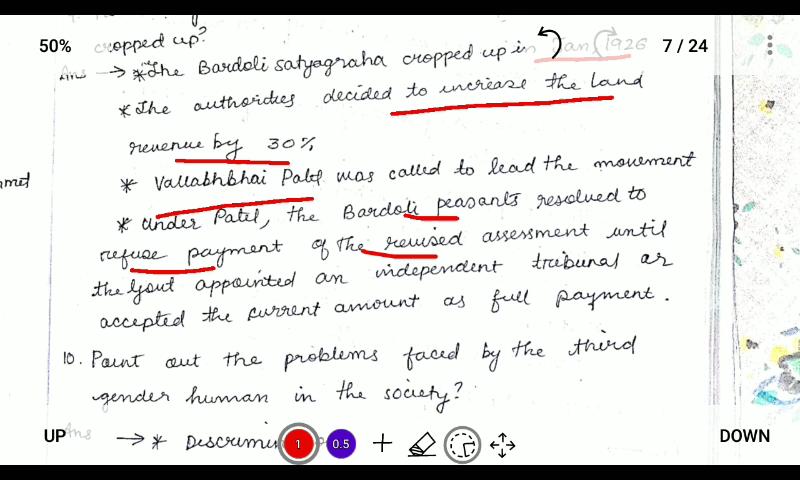 50%
cropped up?
7 / 24
Ans → * The Bardoli satyagraha cropped up in Jan, 1926
* The authorities decided to increase the land
revenue by 30%
* Vallabhbhai Patel was called to lead the movement
* under Patel, the Bardoli peasants resolved to
refuse payment of the revised assessment until
the Govt appointed an independent tribunal or
accepted the current amount as full payment.
10. Point out the problems faced by the third
gender human in the society?
Ans → *
UP
1
0.5
DOWN